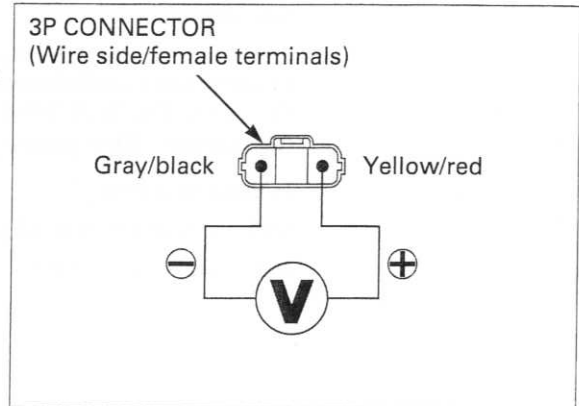 3P CONNECTOR
(Wire side/female terminals)
Gray/black
Yellow/red
−
+
V